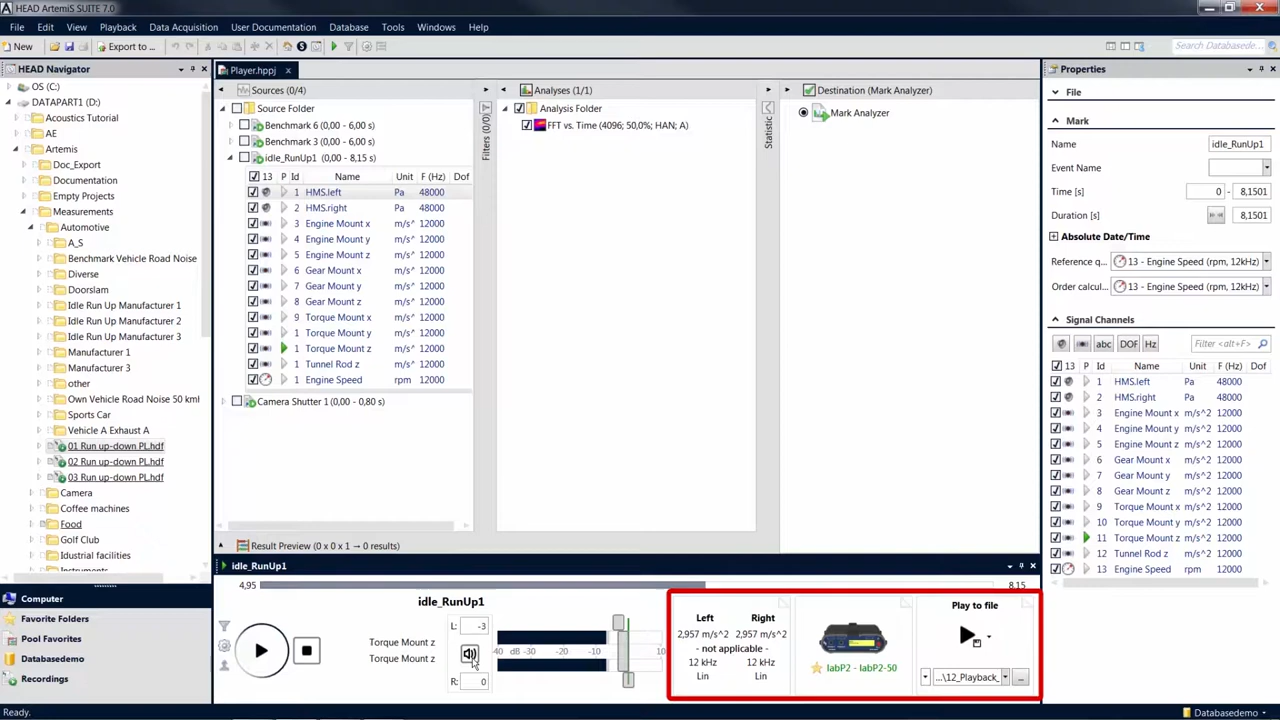 HEAD ArtemiS SUITE 7.0
File Edit View Playback Data Acquisition User Documentation Database Tools Windows Help
New Export to ... Search Databasede...
HEAD Navigator
OS (C:)
DATAPART1 (D:)
Acoustics Tutorial
AE
Artemis
Doc_Export
Documentation
Empty Projects
Measurements
Automotive
A_S
Benchmark Vehicle Road Noise
Diverse
Doorslam
Idle Run Up Manufacturer 1
Idle Run Up Manufacturer 2
Idle Run Up Manufacturer 3
Manufacturer 1
Manufacturer 3
other
Own Vehicle Road Noise 50 kmł
Sports Car
Vehicle A Exhaust A
01 Run up-down PL.hdf
02 Run up-down PL.hdf
03 Run up-down PL.hdf
Camera
Coffee machines
Food
Golf Club
Idustrial facilities
Instruments
Computer
Favorite Folders
Pool Favorites
Databasedemo
Recordings
Player.hppj
Sources (0/4)
Source Folder
Benchmark 6 (0,00 - 6,00 s)
Benchmark 3 (0,00 - 6,00 s)
idle_RunUp1 (0,00 - 8,15 s)
13 P Id Name Unit F (Hz) Dof
1 HMS.left Pa 48000
2 HMS.right Pa 48000
3 Engine Mount x m/s^ 12000
4 Engine Mount y m/s^ 12000
5 Engine Mount z m/s^ 12000
6 Gear Mount x m/s^ 12000
7 Gear Mount y m/s^ 12000
8 Gear Mount z m/s^ 12000
9 Torque Mount x m/s^ 12000
1 Torque Mount y m/s^ 12000
1 Torque Mount z m/s^ 12000
1 Tunnel Rod z m/s^ 12000
1 Engine Speed rpm 12000
Camera Shutter 1 (0,00 - 0,80 s)
Filters (0/0)
Analyses (1/1)
Analysis Folder
FFT vs. Time (4096; 50,0%; HAN; A)
Statistic
Destination (Mark Analyzer)
Mark Analyzer
Result Preview (0 x 0 x 1 → 0 results)
Properties
File
Mark
Name idle_RunUp1
Event Name
Time [s] 0 - 8,1501
Duration [s] 8,1501
Absolute Date/Time
Reference q... 13 - Engine Speed (rpm, 12kHz)
Order calcul... 13 - Engine Speed (rpm, 12kHz)
Signal Channels
abc DOF Hz Filter <alt+F>
13 P Id Name Unit F (Hz) Dof
1 HMS.left Pa 48000
2 HMS.right Pa 48000
3 Engine Mount x m/s^2 12000
4 Engine Mount y m/s^2 12000
5 Engine Mount z m/s^2 12000
6 Gear Mount x m/s^2 12000
7 Gear Mount y m/s^2 12000
8 Gear Mount z m/s^2 12000
9 Torque Mount x m/s^2 12000
10 Torque Mount y m/s^2 12000
11 Torque Mount z m/s^2 12000
12 Tunnel Rod z m/s^2 12000
13 Engine Speed rpm 12000
idle_RunUp1
4,95 8,15
idle_RunUp1
Torque Mount z
Torque Mount z
L: -3
R: 0
-40 dB -30 -20 -10 0 10
Left Right
2,957 m/s^2 2,957 m/s^2
- not applicable -
12 kHz 12 kHz
Lin Lin
labP2 - labP2-50
Play to file
...\12_Playback_ ...
Ready. Databasedemo